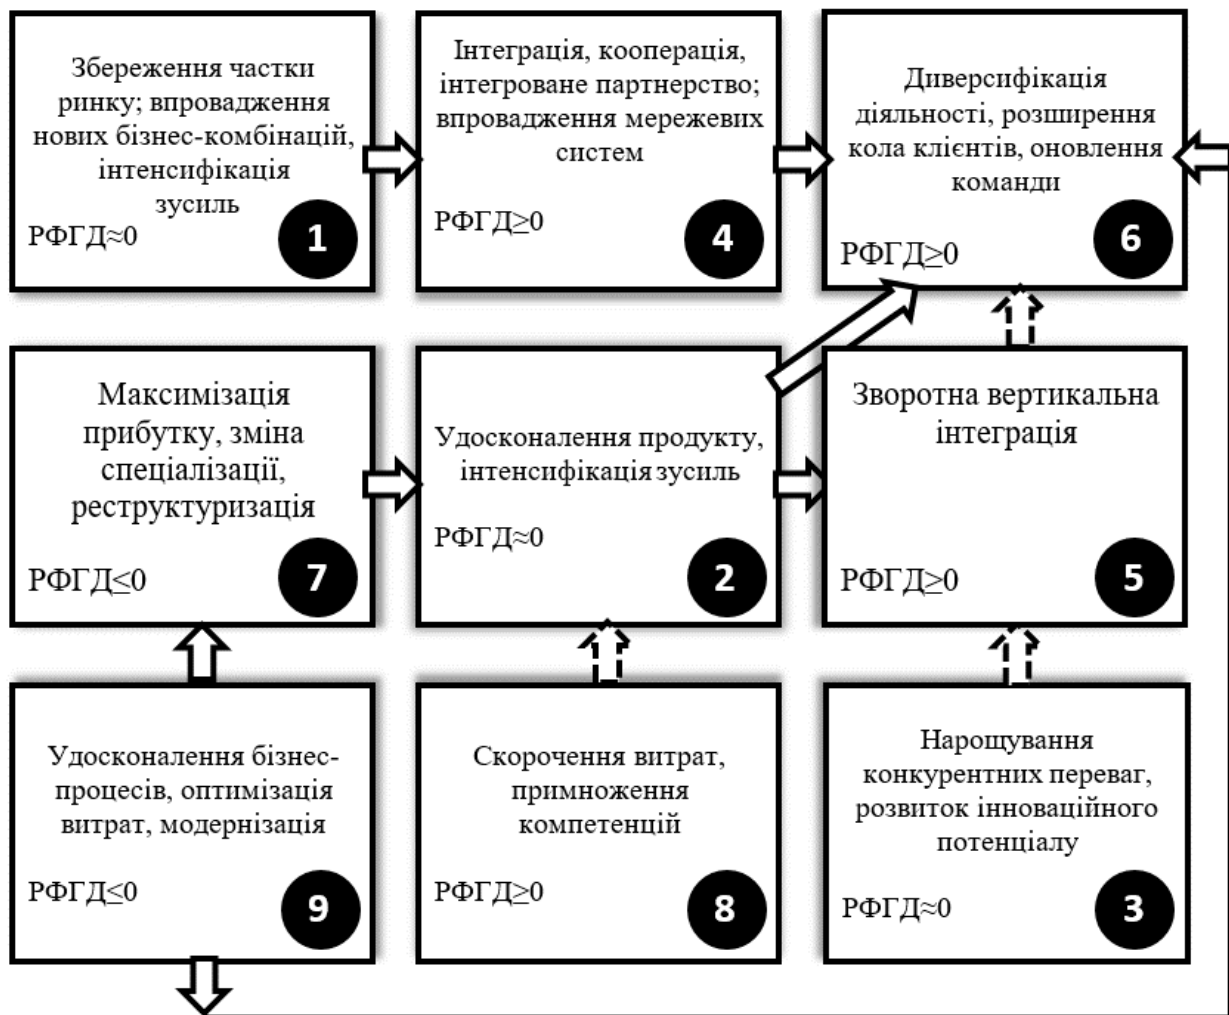 Збереження частки
ринку; впровадження
нових бізнес-комбінацій,
інтенсифікація
зусиль
РФГД≈0
1
Інтеграція, кооперація,
інтегроване партнерство;
впровадження мережевих
систем
РФГД≥0
4
Диверсифікація
діяльності, розширення
кола клієнтів, оновлення
команди
РФГД≥0
6
Максимізація
прибутку, зміна
спеціалізації,
реструктуризація
РФГД≤0
7
Удосконалення продукту,
інтенсифікація зусиль
РФГД≈0
2
Зворотна вертикальна
інтеграція
РФГД≥0
5
Удосконалення бізнес-
процесів, оптимізація
витрат, модернізація
РФГД≤0
9
Скорочення витрат,
примноження
компетенцій
РФГД≥0
8
Нарощування
конкурентних переваг,
розвиток інноваційного
потенціалу
РФГД≈0
3